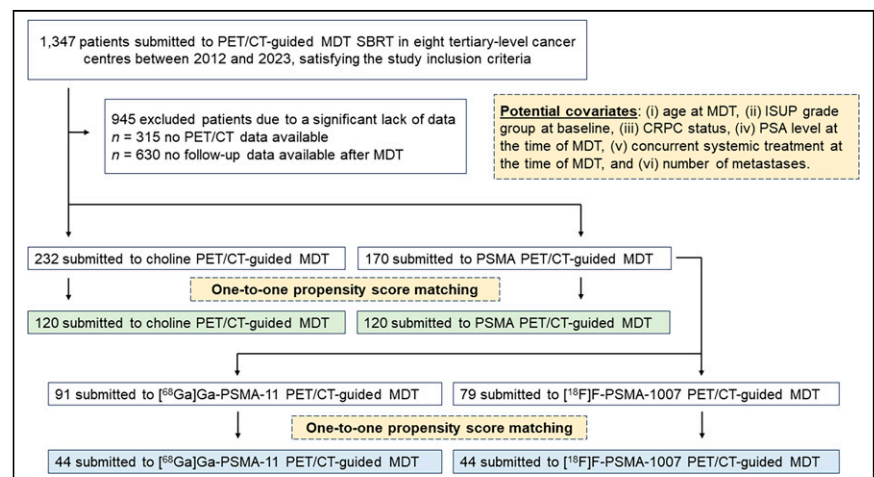 1,347 patients submitted to PET/CT-guided MDT SBRT in eight tertiary-level cancer
centres between 2012 and 2023, satisfying the study inclusion criteria
945 excluded patients due to a significant lack of data
n = 315 no PET/CT data available
n = 630 no follow-up data available after MDT
Potential covariates: (i) age at MDT, (ii) ISUP grade
group at baseline, (iii) CRPC status, (iv) PSA level at
the time of MDT, (v) concurrent systemic treatment at
the time of MDT, and (vi) number of metastases.
232 submitted to choline PET/CT-guided MDT
170 submitted to PSMA PET/CT-guided MDT
One-to-one propensity score matching
120 submitted to choline PET/CT-guided MDT
120 submitted to PSMA PET/CT-guided MDT
91 submitted to [⁶⁸Ga]Ga-PSMA-11 PET/CT-guided MDT
79 submitted to [¹⁸F]F-PSMA-1007 PET/CT-guided MDT
One-to-one propensity score matching
44 submitted to [⁶⁸Ga]Ga-PSMA-11 PET/CT-guided MDT
44 submitted to [¹⁸F]F-PSMA-1007 PET/CT-guided MDT